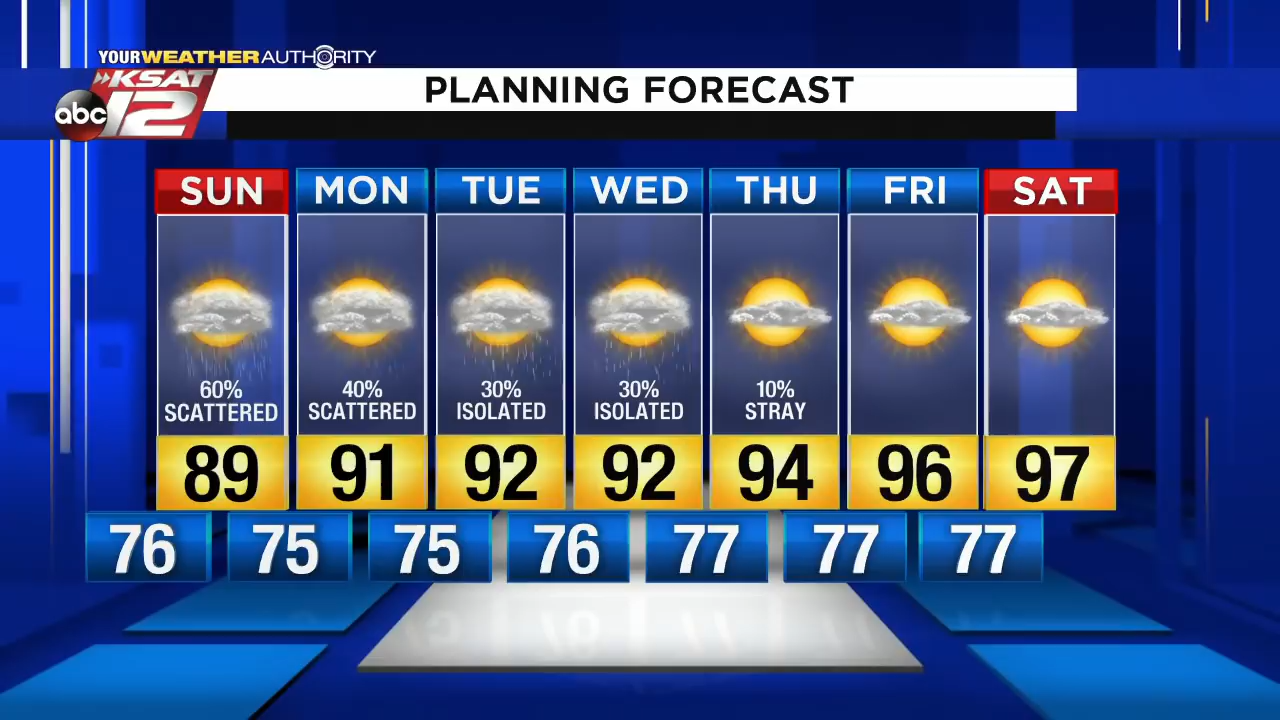 YOURWEATHERAUTHORITY
KSAT
abc 12
PLANNING FORECAST
SUN MON TUE WED THU FRI SAT
60% 40% 30% 30% 10%
SCATTERED SCATTERED ISOLATED ISOLATED STRAY
89 91 92 92 94 96 97
76 75 75 76 77 77 77